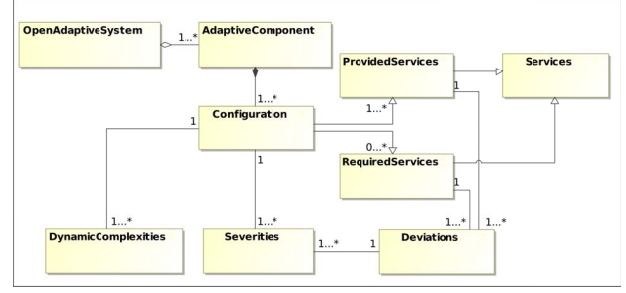 OpenAdaptiveSystem
1...*
AdaptiveComponent
ProvidedServices
Services
1...*
1
1...*
Configuraton
1
0...*
RequiredServices
1
1
1...*
1...*
1...*
1...*
DynamicComplexities
Severities
1...*
1
Deviations